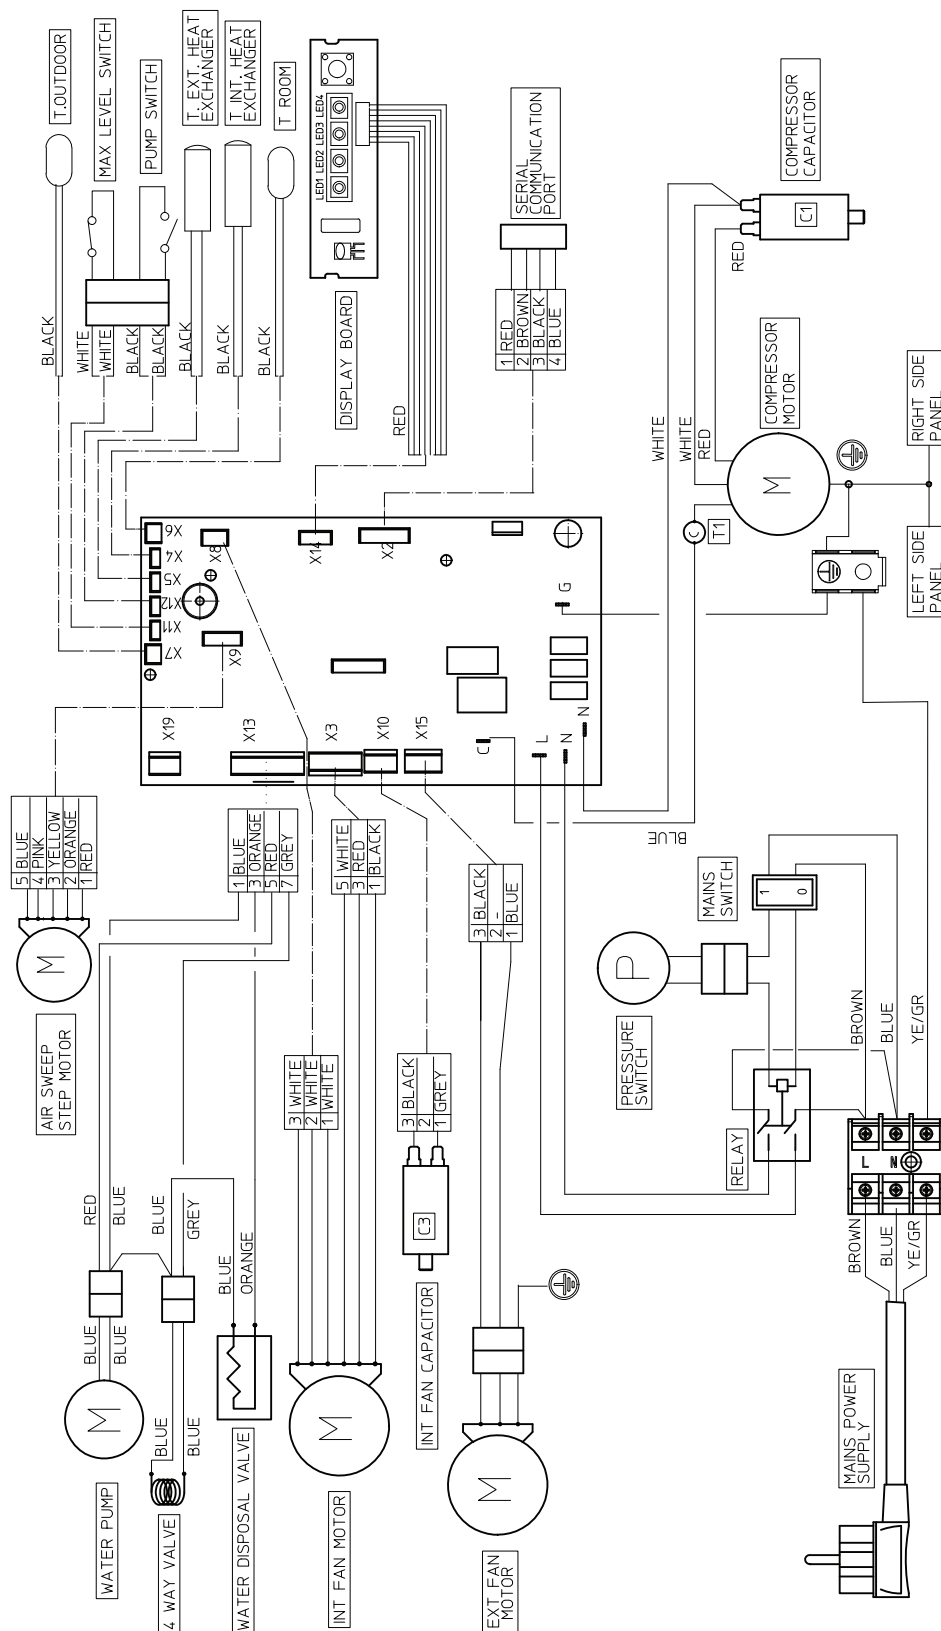 T.OUTDOOR
MAX LEVEL SWITCH
PUMP SWITCH
T.EXT. HEAT
EXCHANGER
T INT. HEAT
EXCHANGER
T ROOM
BLACK
WHITE
WHITE
BLACK
BLACK
BLACK
BLACK
BLACK
LED1 LED2 LED3 LED4
DISPLAY BOARD
RED
SERIAL
COMMUNICATION
PORT
1 RED
2 BROWN
3 BLACK
4 BLUE
COMPRESSOR
CAPACITOR
C1
RED
WHITE
WHITE
RED
COMPRESSOR
MOTOR
M
C
T1
RIGHT SIDE
PANEL
LEFT SIDE
PANEL
X6
X4
X5
X12
X11
X7
X8
X9
X14
X2
X19
X13
X3
X10
X15
G
C
L
N
N
BLUE
5 BLUE
4 PINK
3 YELLOW
2 ORANGE
1 RED
M
AIR SWEEP
STEP MOTOR
1 BLUE
3 ORANGE
5 RED
7 GREY
5 WHITE
3 RED
1 BLACK
3 BLACK
2 -
1 BLUE
3 WHITE
2 WHITE
1 WHITE
3 BLACK
2
1 GREY
C3
INT FAN CAPACITOR
MAINS
SWITCH
1
0
P
PRESSURE
SWITCH
RELAY
BROWN
BLUE
YE/GR
L
N
BROWN
BLUE
YE/GR
MAINS POWER
SUPPLY
RED
BLUE
BLUE
GREY
BLUE
ORANGE
BLUE
BLUE
M
WATER PUMP
BLUE
BLUE
4 WAY VALVE
WATER DISPOSAL VALVE
M
INT FAN MOTOR
M
EXT.FAN
MOTOR